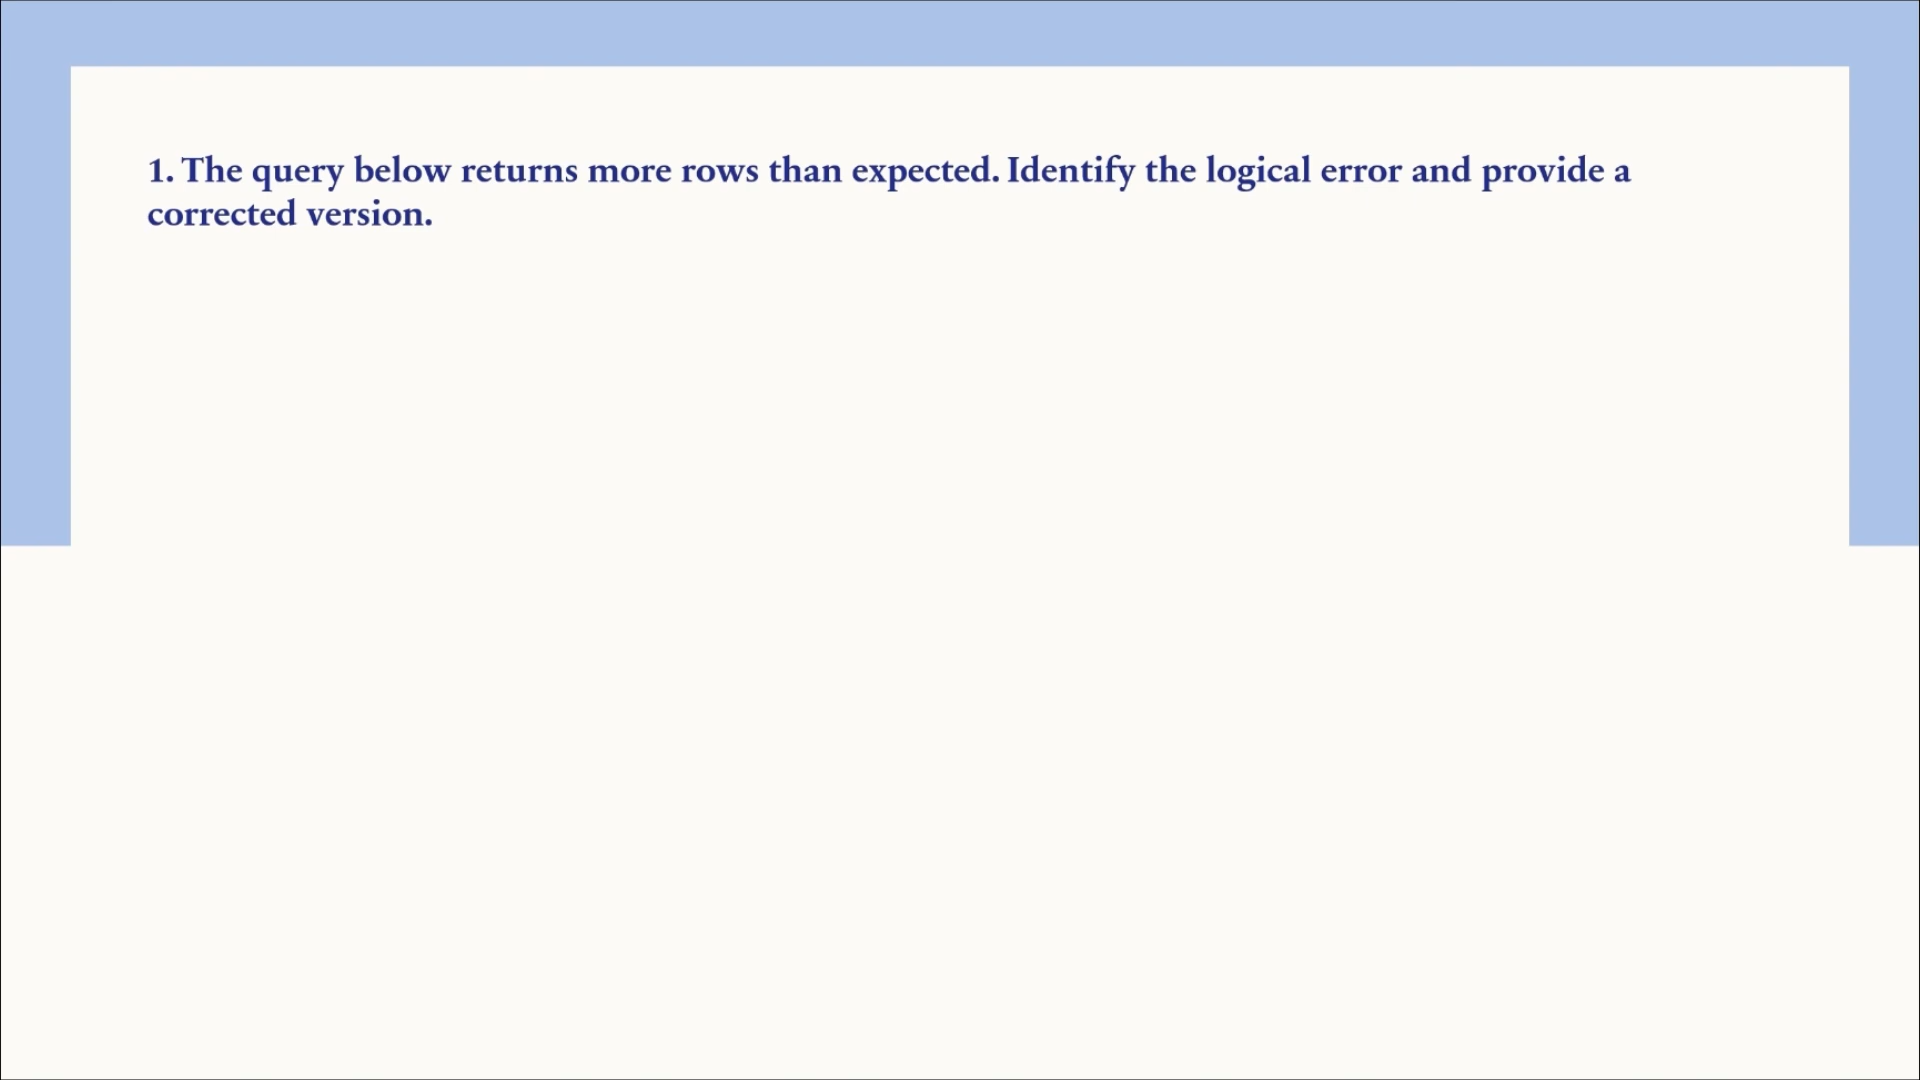 1. The query below returns more rows than expected. Identify the logical error and provide a
corrected version.